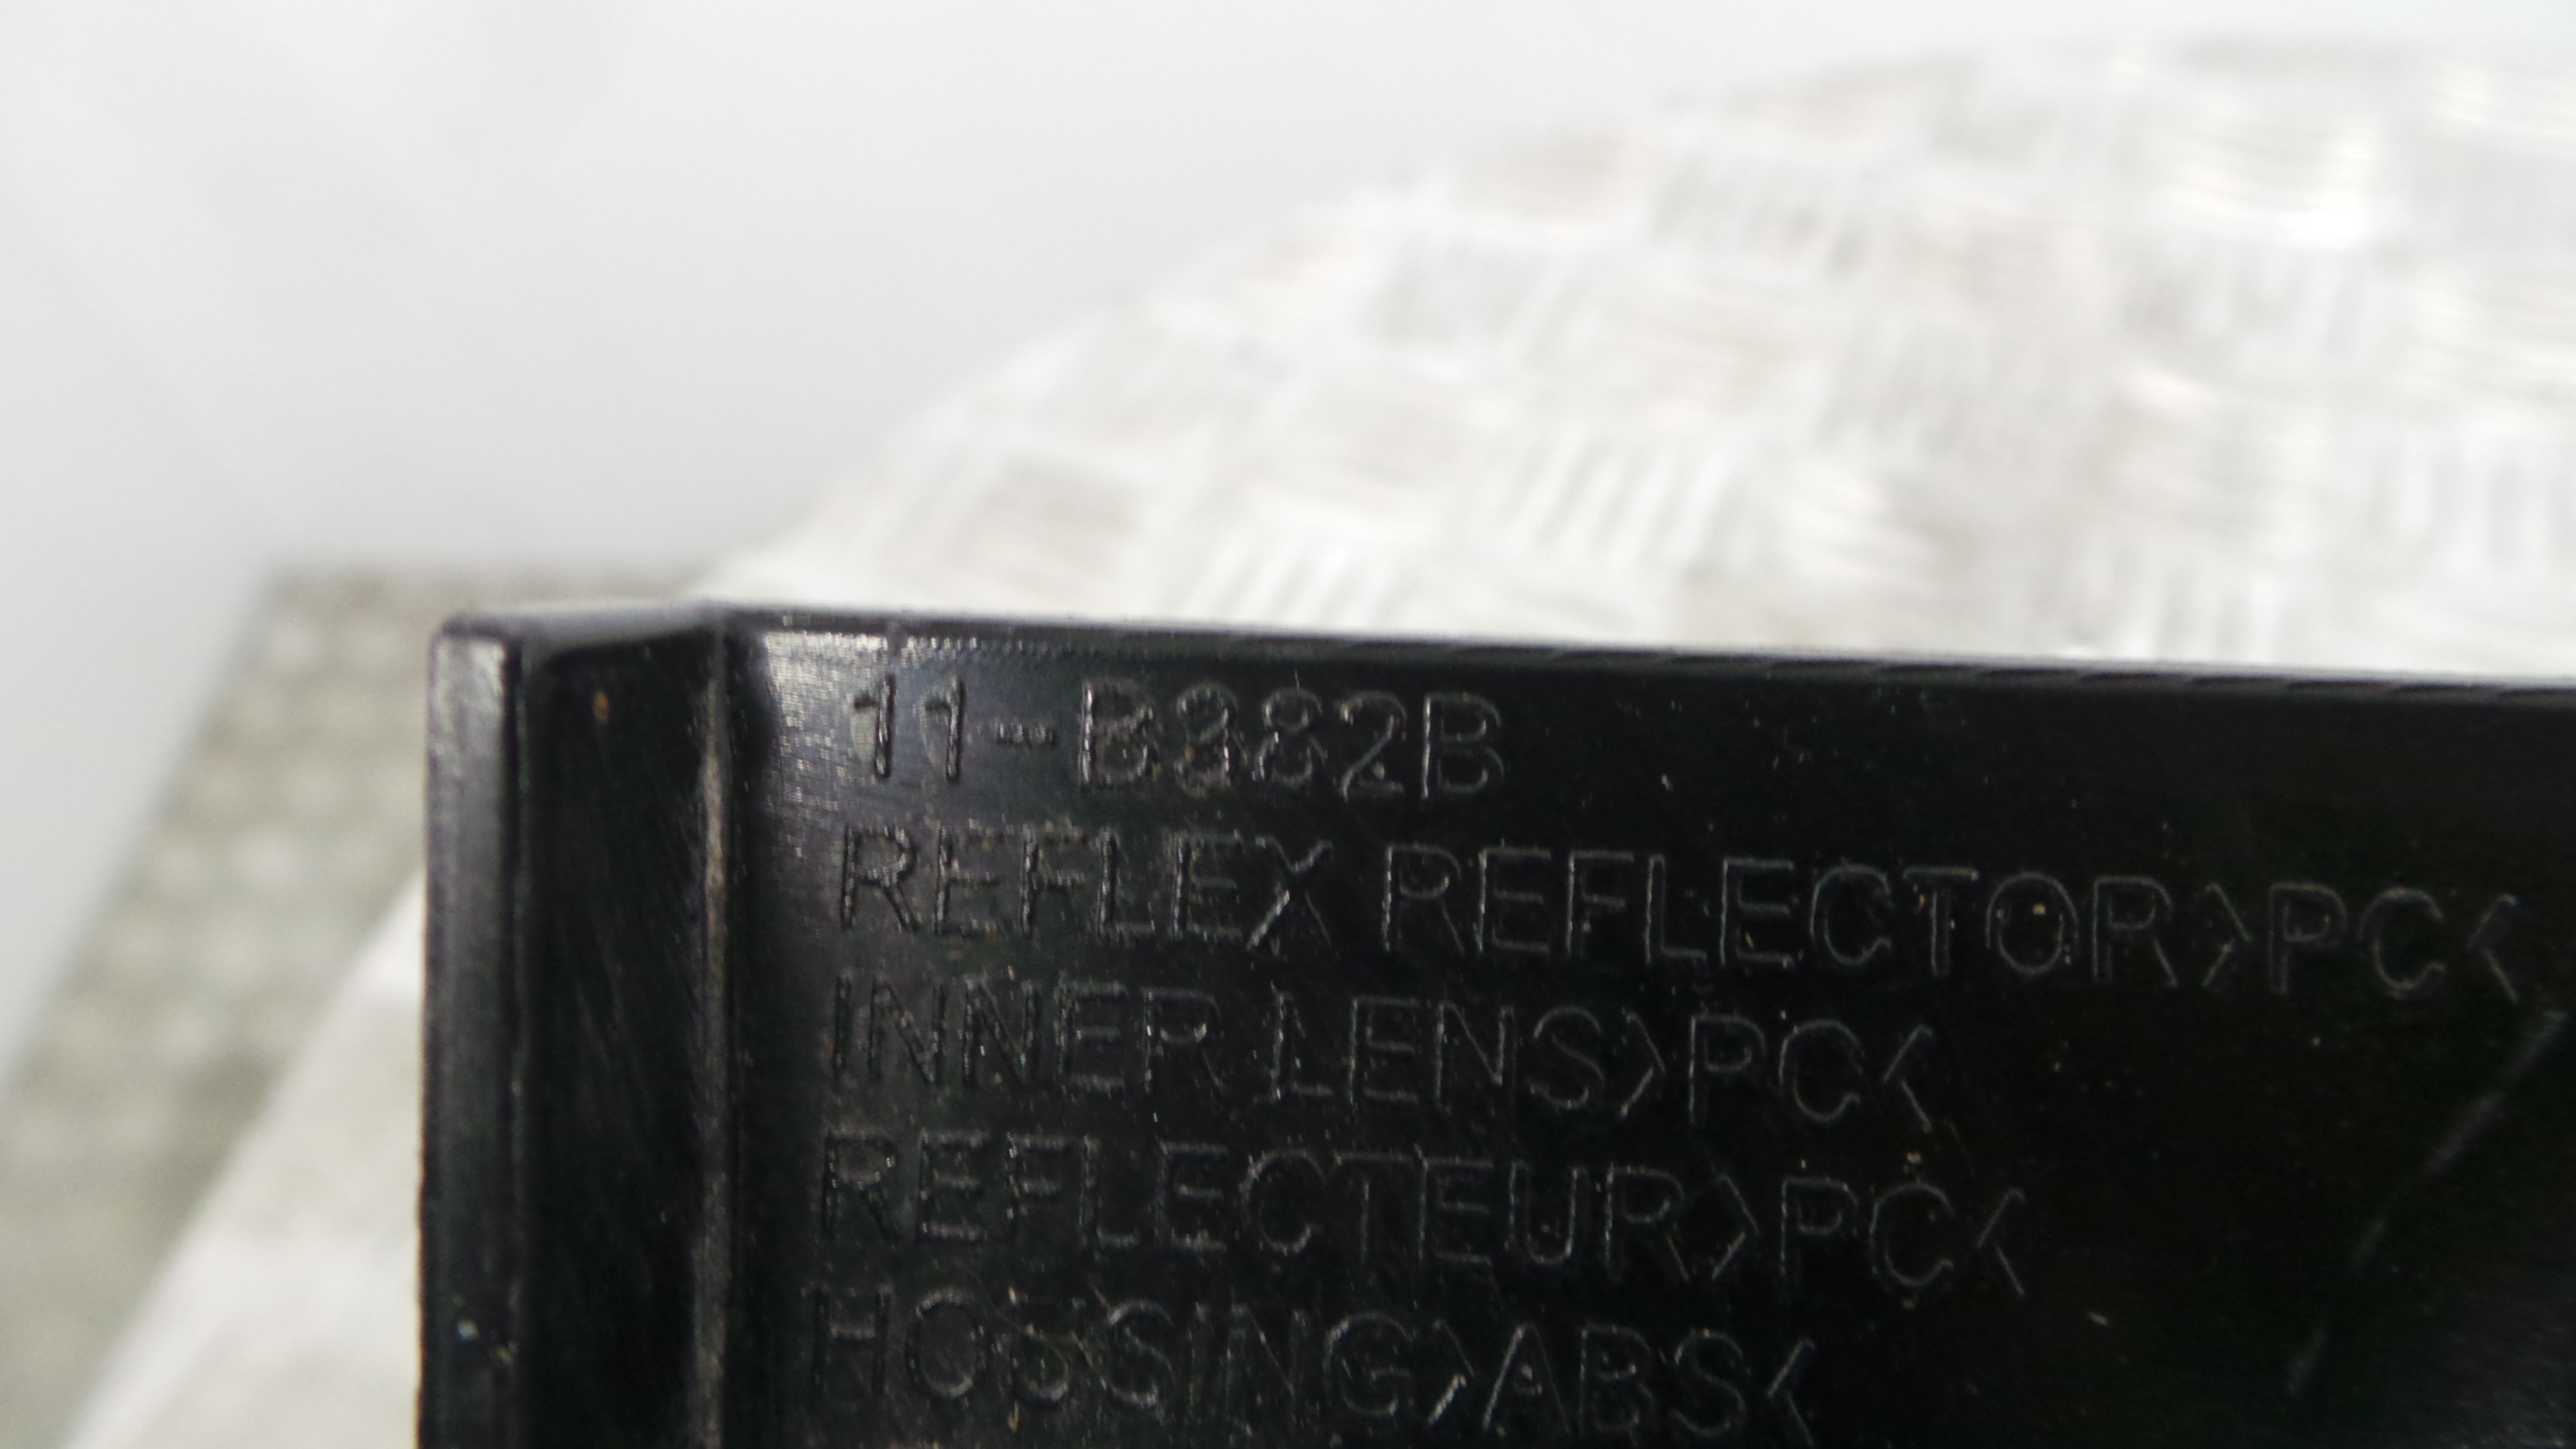 11-B382B
REFLEX REFLECTOR>PC<
INNER LENS>PC<
REFLECTEUR>PC<
HOUSING>ABS<